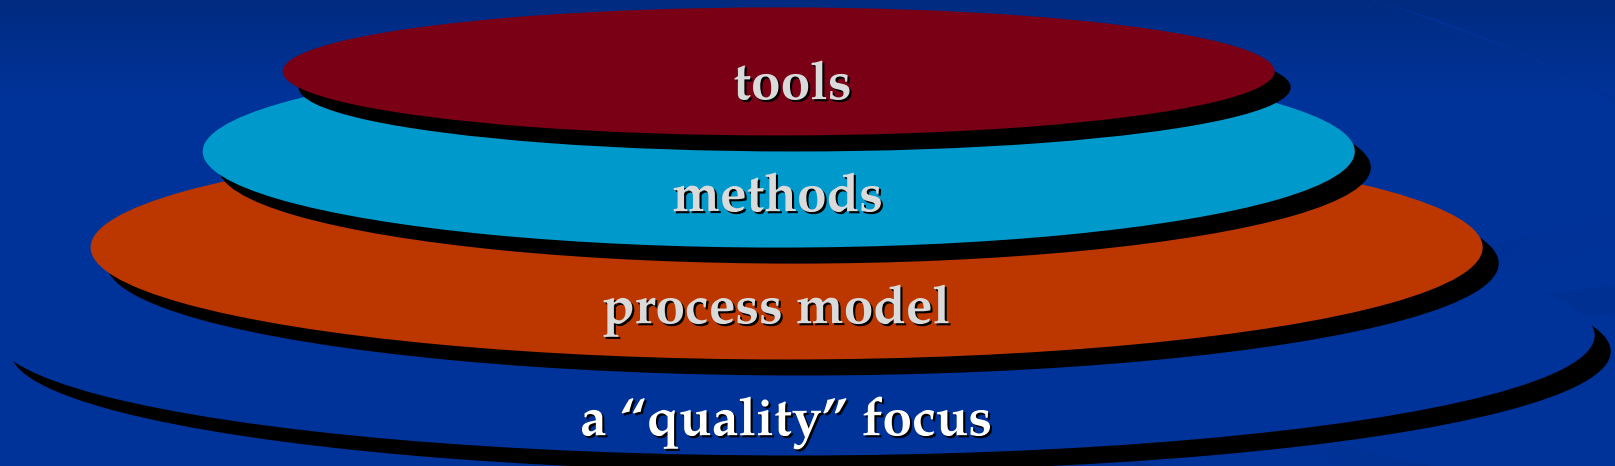 tools
methods
process model
a “quality” focus